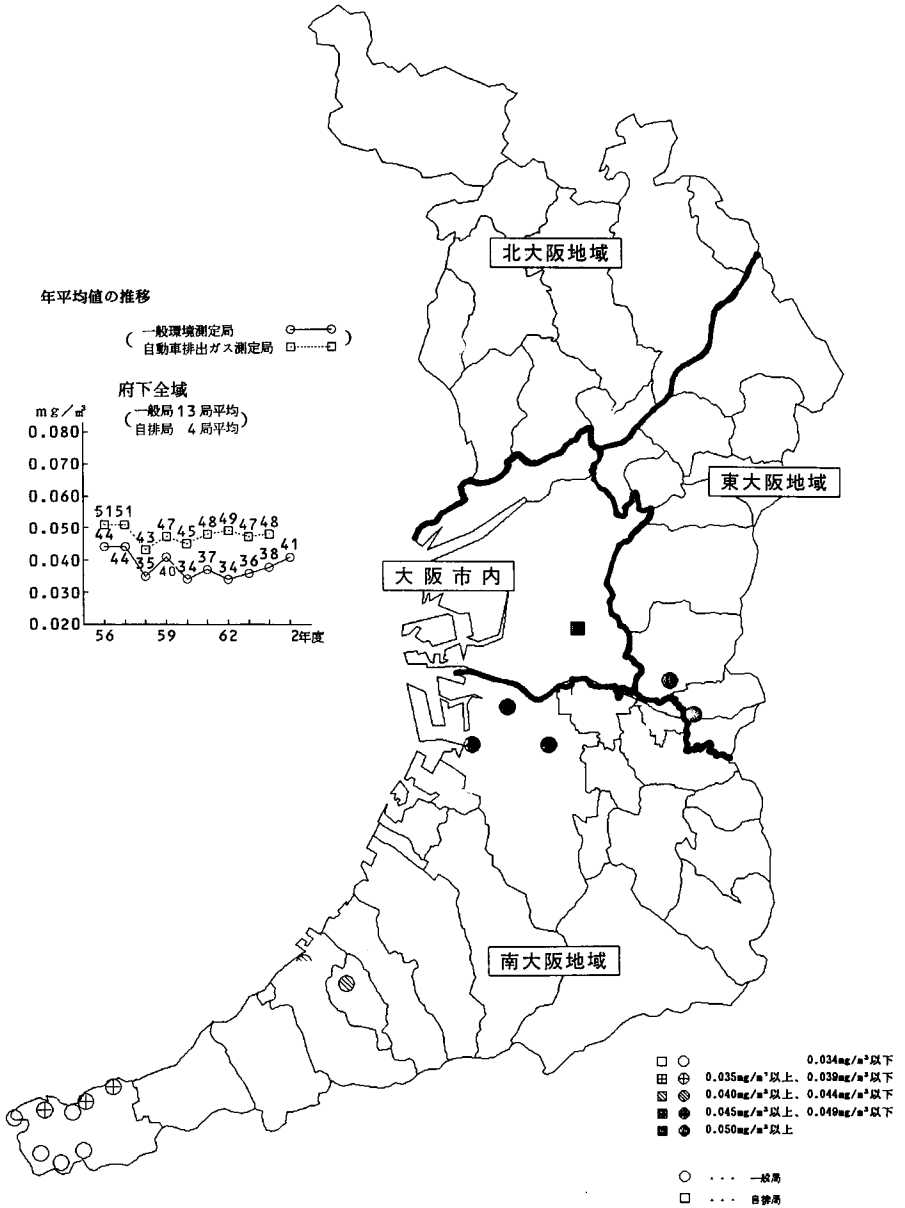 北大阪地域
年平均値の推移
一般環境測定局
自動車排出ガス測定局
府下全域
mg/m³
(一般局13局平均
自排局 4局平均)
0.080
0.070
0.060
0.050
0.040
0.030
0.020
51 51 43 47 45 48 49 47 48
44 44 35 40 34 37 34 36 38 41
56 59 62 2年度
東大阪地域
大阪市内
南大阪地域
0.034mg/m³以下
0.035mg/m³以上、0.039mg/m³以下
0.040mg/m³以上、0.044mg/m³以下
0.045mg/m³以上、0.049mg/m³以下
0.050mg/m³以上
○ ・・・ 一般局
□ ・・・ 自排局